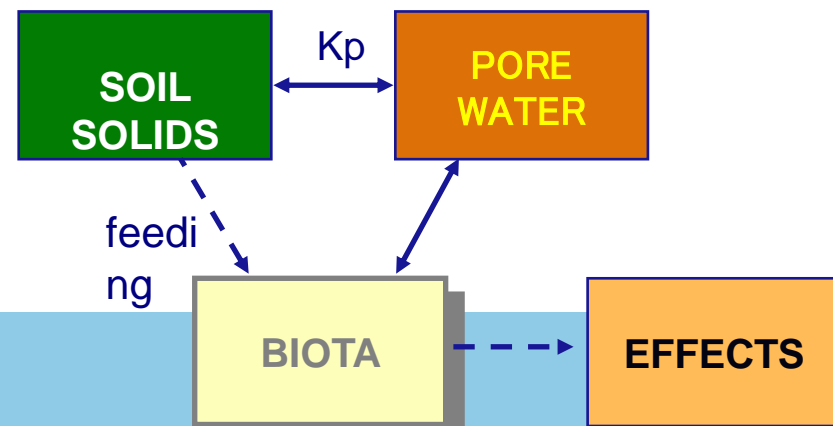 Kp
SOIL
SOLIDS
PORE
WATER
feedi
ng
BIOTA
EFFECTS